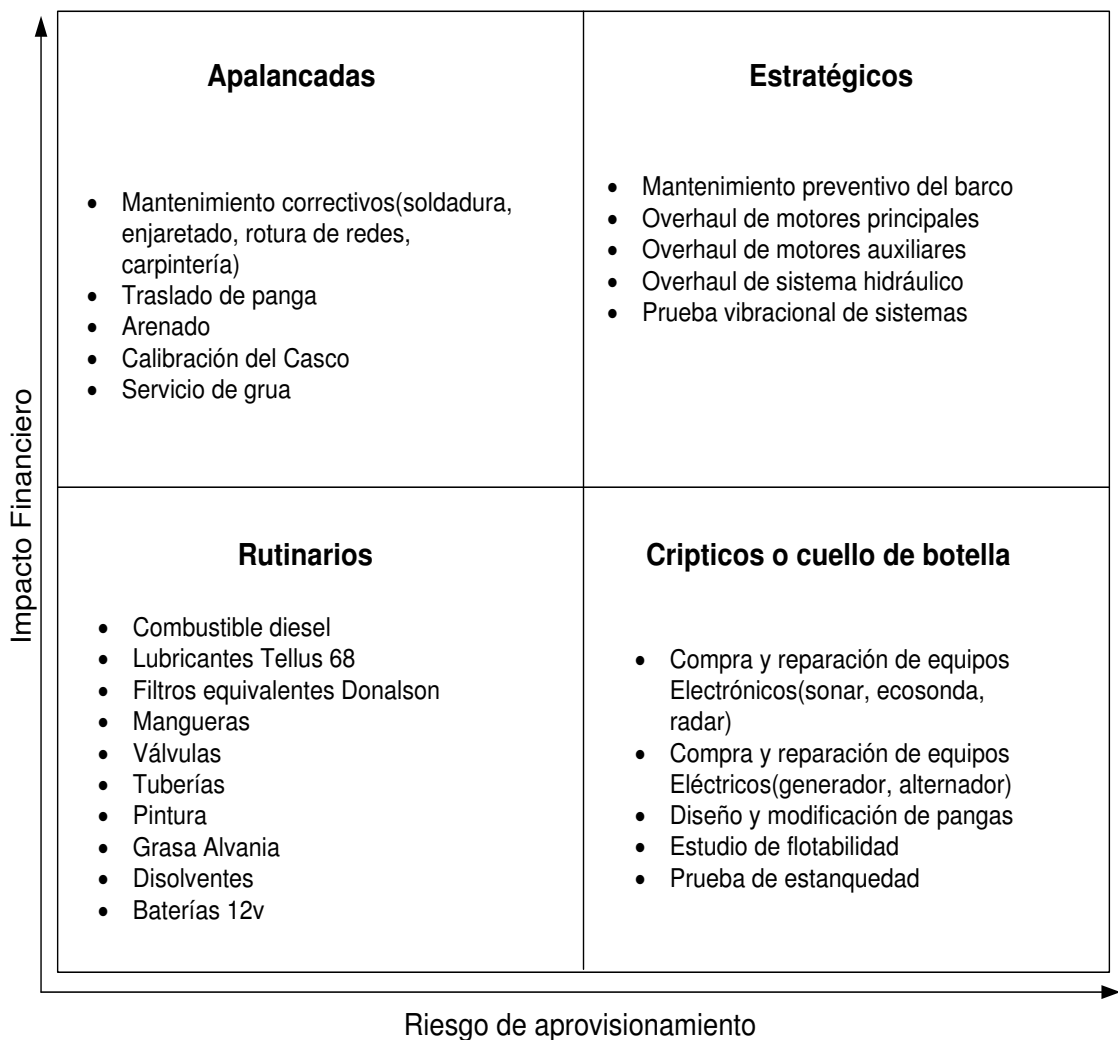 Impacto Financiero
Apalancadas
• Mantenimiento correctivos(soldadura,
enjaretado, rotura de redes,
carpintería)
• Traslado de panga
• Arenado
• Calibración del Casco
• Servicio de grua
Estratégicos
• Mantenimiento preventivo del barco
• Overhaul de motores principales
• Overhaul de motores auxiliares
• Overhaul de sistema hidráulico
• Prueba vibracional de sistemas
Rutinarios
• Combustible diesel
• Lubricantes Tellus 68
• Filtros equivalentes Donalson
• Mangueras
• Válvulas
• Tuberías
• Pintura
• Grasa Alvania
• Disolventes
• Baterías 12v
Cripticos o cuello de botella
• Compra y reparación de equipos
Electrónicos(sonar, ecosonda,
radar)
• Compra y reparación de equipos
Eléctricos(generador, alternador)
• Diseño y modificación de pangas
• Estudio de flotabilidad
• Prueba de estanquedad
Riesgo de aprovisionamiento